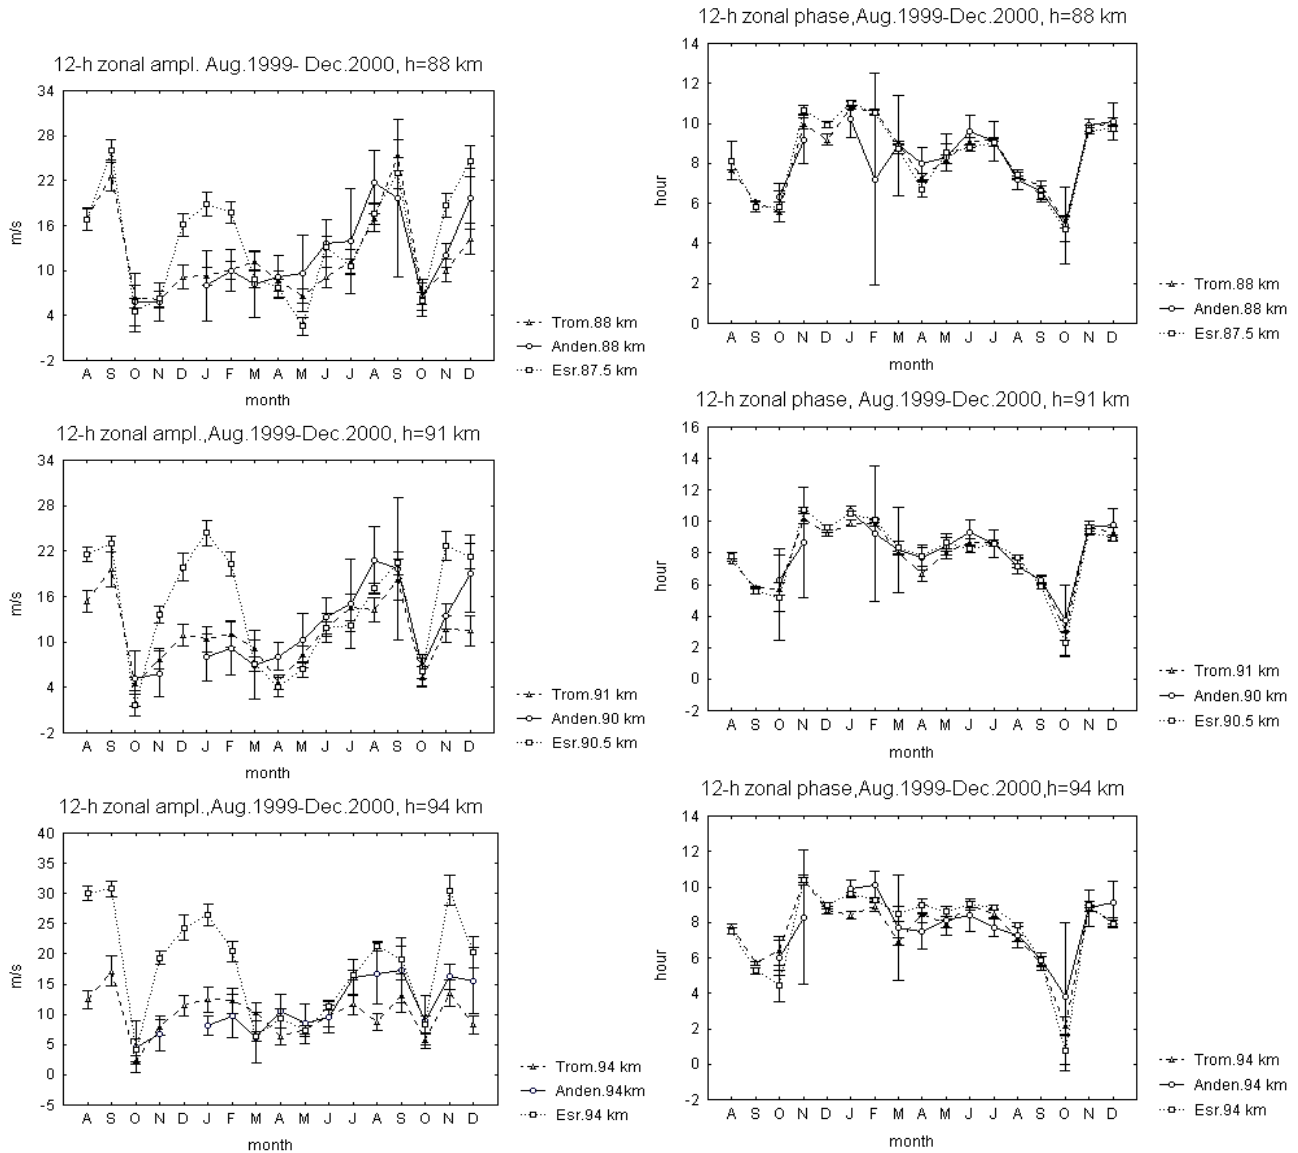 12-h zonal ampl. Aug.1999- Dec.2000, h=88 km
34
28
22
16
10
4
-2
m/s
A S O N D J F M A M J J A S O N D
month
Trom.88 km
Anden.88 km
Esr.87.5 km
12-h zonal phase,Aug.1999-Dec.2000, h=88 km
14
12
10
8
6
4
2
0
hour
A S O N D J F M A M J J A S O N D
month
Trom.88 km
Anden.88 km
Esr.87.5 km
12-h zonal ampl.,Aug.1999-Dec.2000, h=91 km
34
28
22
16
10
4
-2
m/s
A S O N D J F M A M J J A S O N D
month
Trom.91 km
Anden.90 km
Esr.90.5 km
12-h zonal phase, Aug.1999-Dec.2000, h=91 km
16
14
12
10
8
6
4
2
0
-2
hour
A S O N D J F M A M J J A S O N D
month
Trom.91 km
Anden.90 km
Esr.90.5 km
12-h zonal ampl.,Aug.1999-Dec.2000, h=94 km
40
35
30
25
20
15
10
5
0
-5
m/s
A S O N D J F M A M J J A S O N D
month
Trom.94 km
Anden.94km
Esr.94 km
12-h zonal phase,Aug.1999-Dec.2000,h=94 km
14
12
10
8
6
4
2
0
-2
hour
A S O N D J F M A M J J A S O N D
month
Trom.94 km
Anden.94 km
Esr.94 km